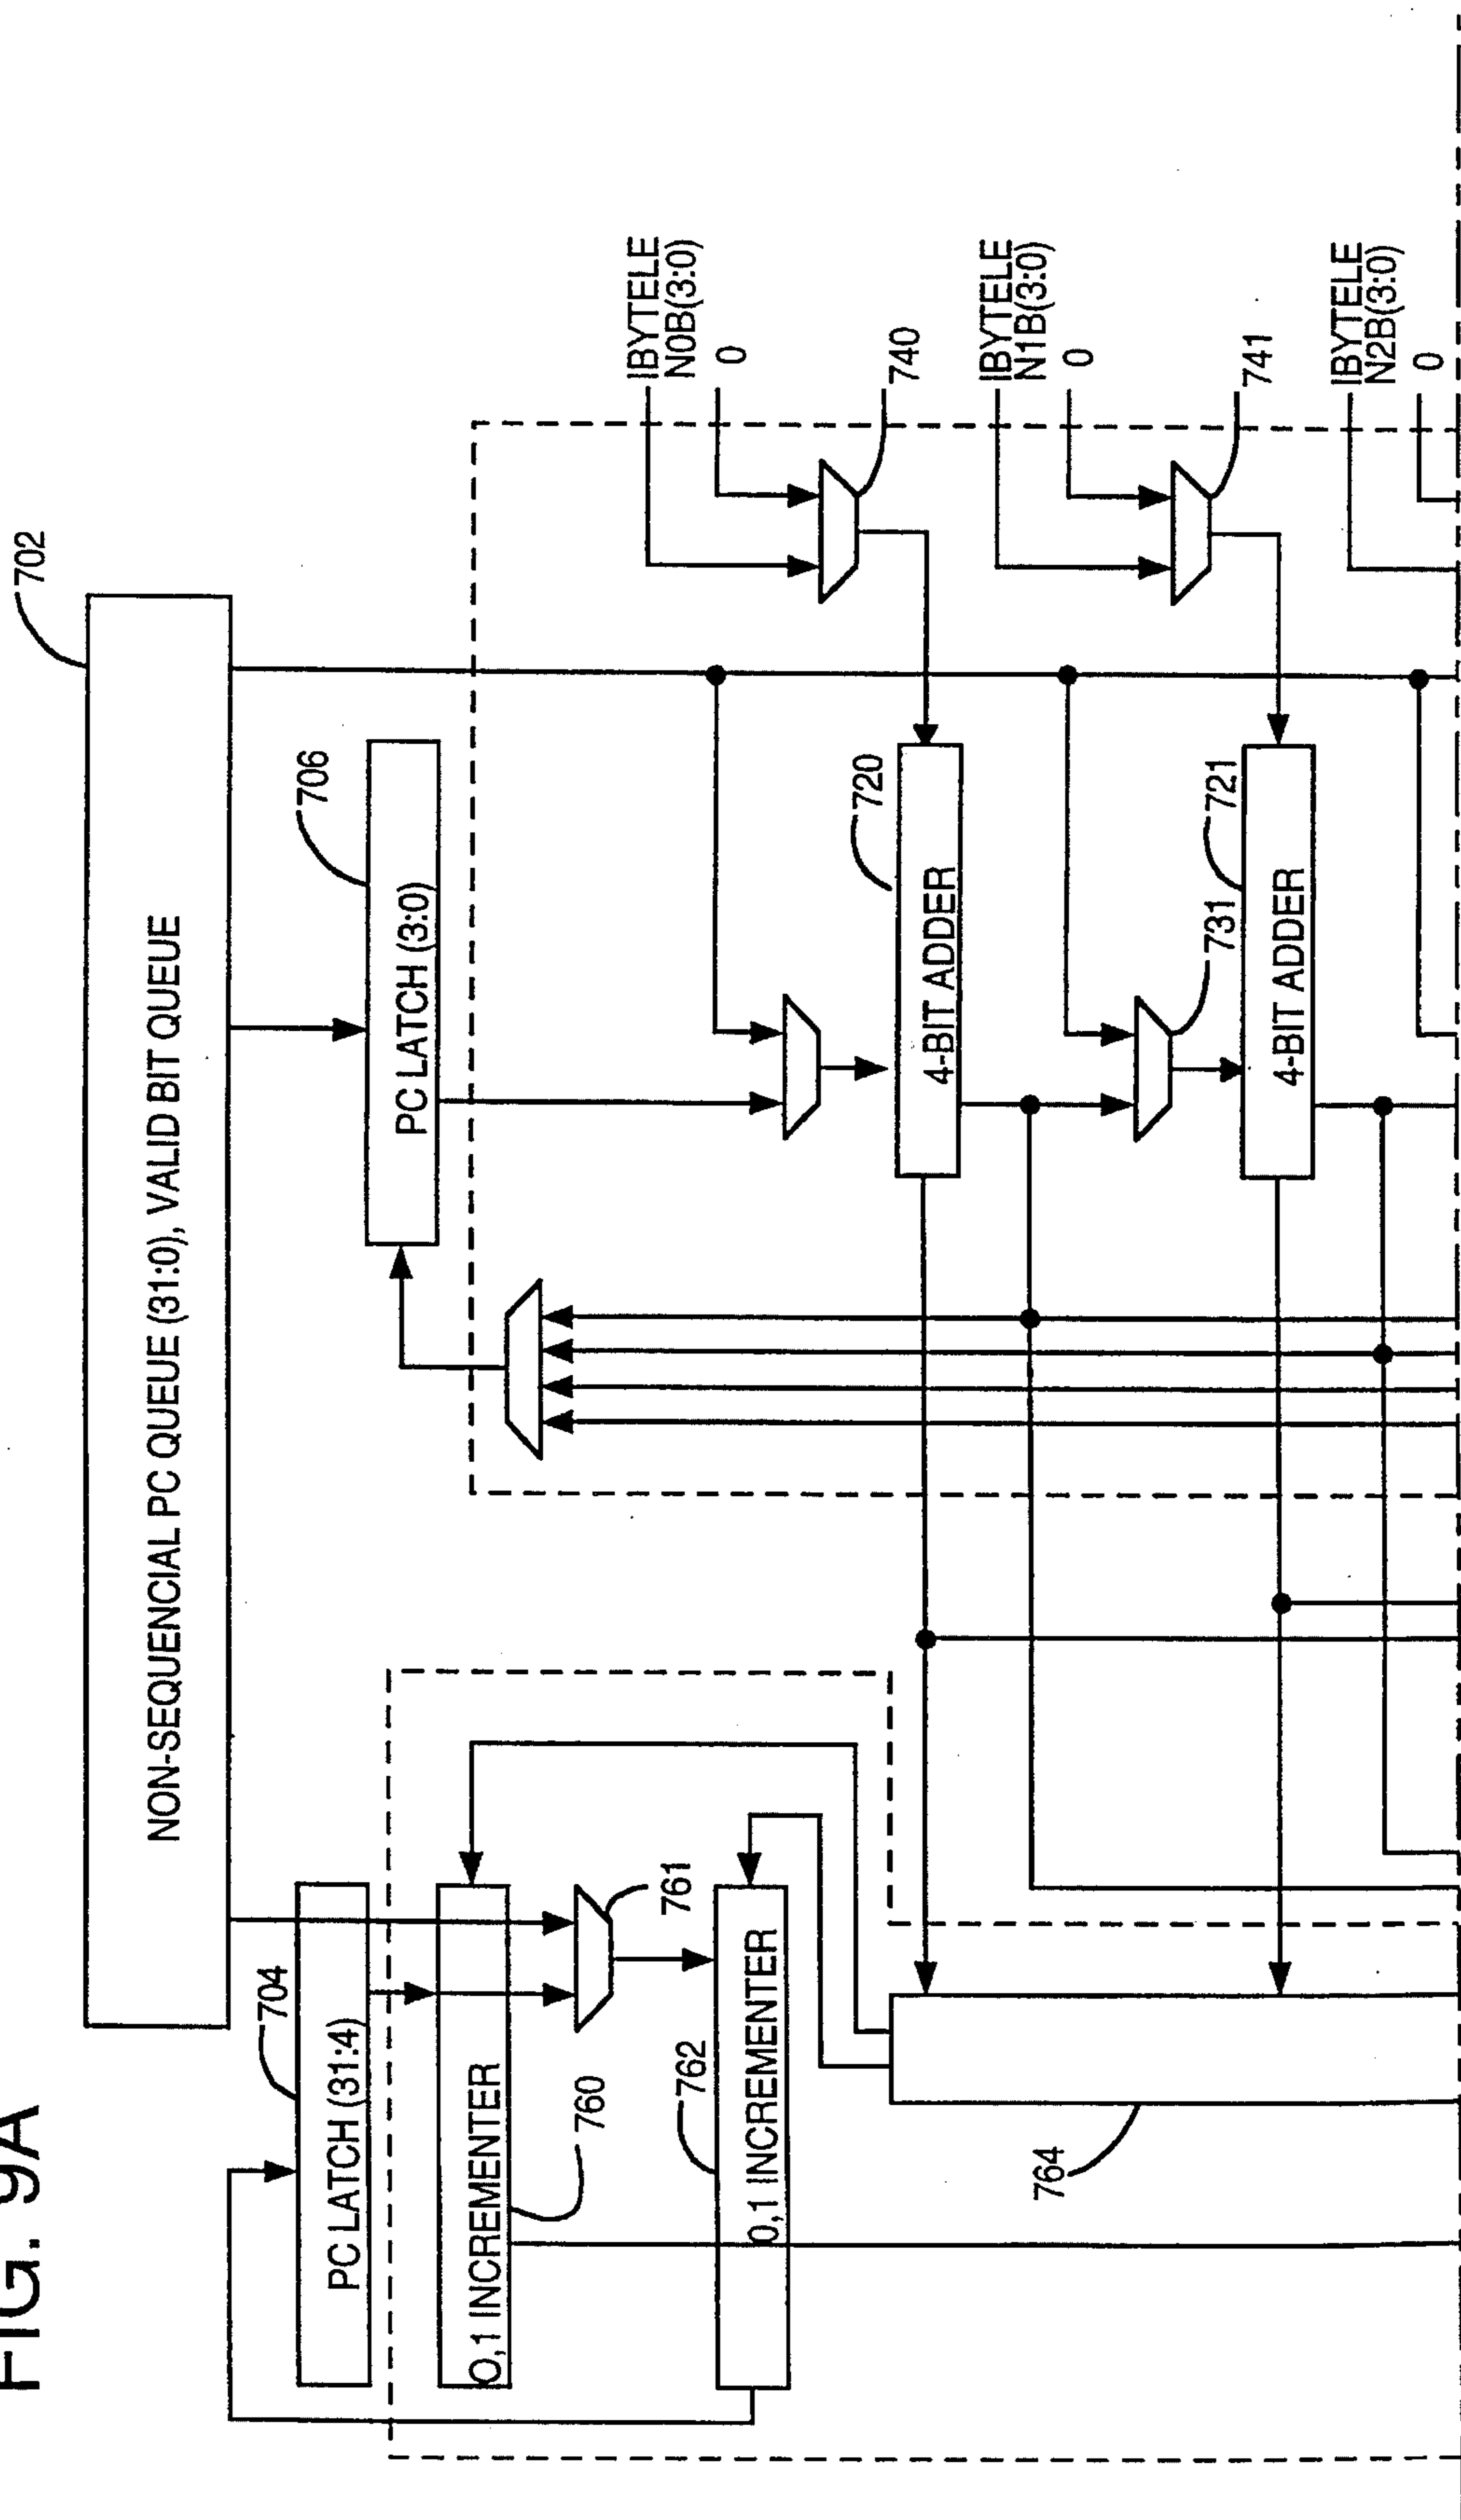 FIG. 9A
702
NON-SEQUENCIAL PC QUEUE (31:0), VALID BIT QUEUE
704
PC LATCH (31:4)
706
PC LATCH (3:0)
0,1 INCREMENTER
760
761
762
0,1 INCREMENTER
764
IBYTELE
N0B(3:0)
0
740
720
4-BIT ADDER
IBYTELE
N1B(3:0)
0
741
731
721
4-BIT ADDER
IBYTELE
N2B(3:0)
0